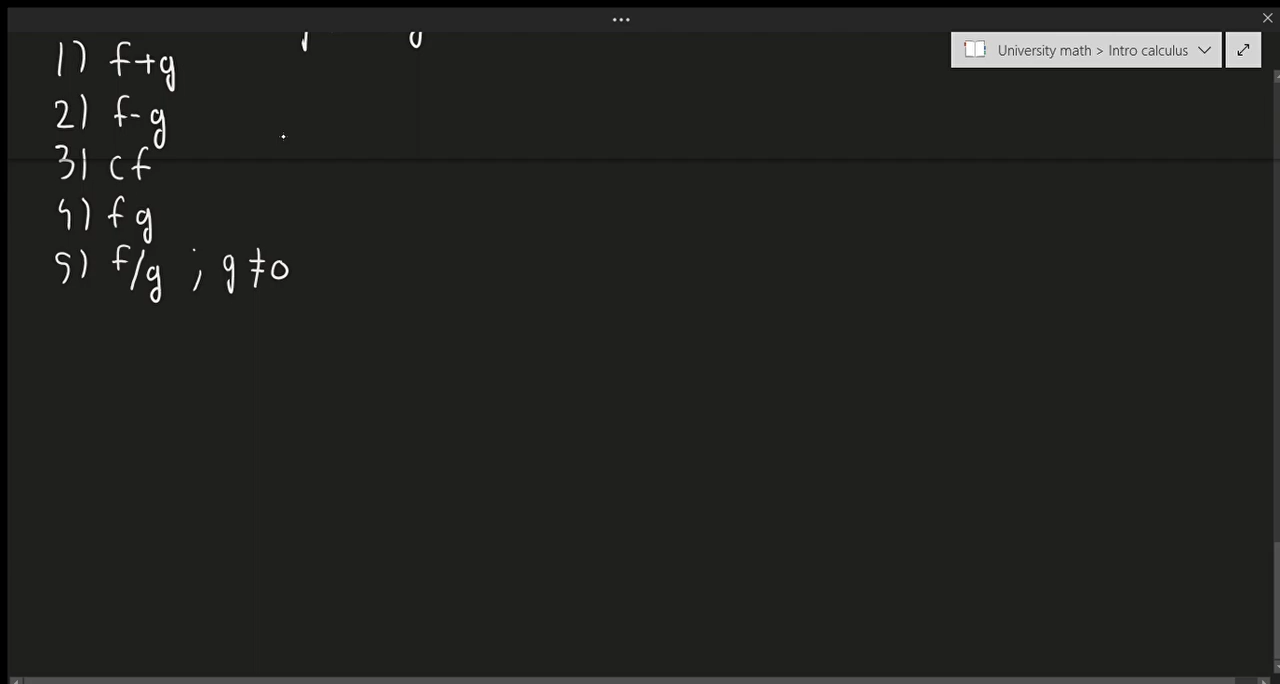 University math > Intro calculus
1) f+g
2) f-g
3) cf
4) fg
5) f/g ; g≠0